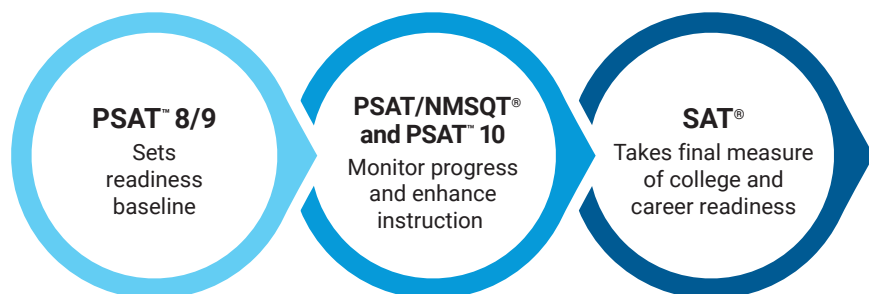 PSAT™ 8/9
Sets
readiness
baseline
PSAT/NMSQT®
and PSAT™ 10
Monitor progress
and enhance
instruction
SAT®
Takes final measure
of college and
career readiness